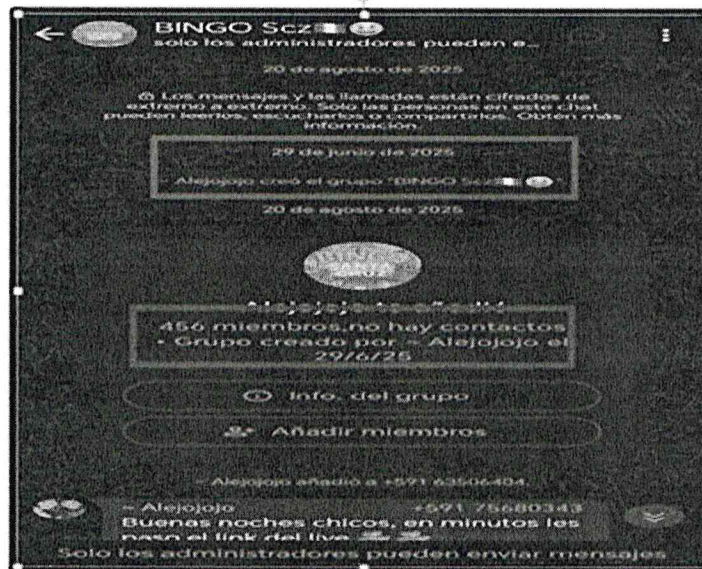 BINGO Scz
solo los administradores pueden e...
20 de agosto de 2025
Los mensajes y las llamadas están cifrados de
extremo a extremo. Solo las personas en este chat
pueden leerlos, escucharlos o compartirlos. Obtén más
información.
29 de junio de 2025
Alejojojo creó el grupo "BINGO Scz
20 de agosto de 2025
Alejojojo te añadió
456 miembros.no hay contactos
• Grupo creado por ~ Alejojojo el
29/6/25
Info. del grupo
Añadir miembros
~ Alejojojo añadió a +591 63506404
~ Alejojojo +591 75680343
Buenas noches chicos, en minutos les
paso el link del live
Solo los administradores pueden enviar mensajes